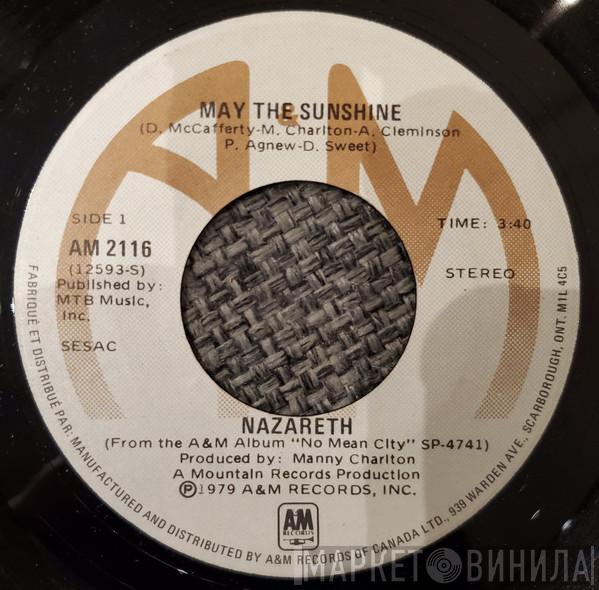 A&M
MAY THE SUNSHINE
(D. McCafferty-M. Charlton-A. Cleminson
P. Agnew-D. Sweet)
SIDE 1
AM 2116
(12593-S)
Published by:
MTB Music,
Inc.
SESAC
TIME: 3:40
STEREO
NAZARETH
(From the A&M Album "No Mean City" SP-4741)
Produced by: Manny Charlton
A Mountain Records Production
Ⓟ1979 A&M RECORDS, INC.
A&M
RECORDS
FABRIQUÉ ET DISTRIBUÉ PAR: MANUFACTURED AND DISTRIBUTED BY A&M RECORDS OF CANADA LTD., 939 WARDEN AVE., SCARBOROUGH, ONT. M1L 4C5
МАРКЕТ ВИНИЛА